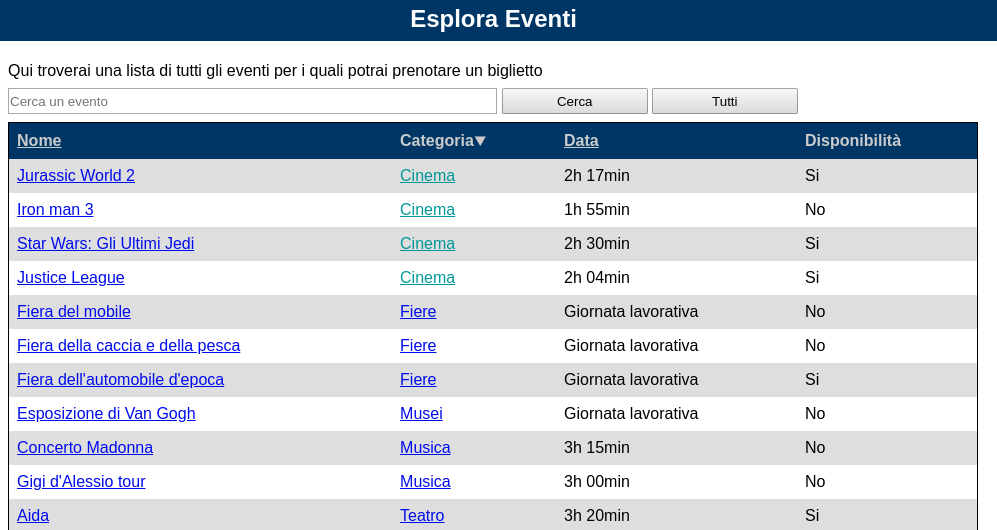 Esplora Eventi
Qui troverai una lista di tutti gli eventi per i quali potrai prenotare un biglietto
Cerca un evento Cerca Tutti
Nome Categoria▼ Data Disponibilità
Jurassic World 2 Cinema 2h 17min Si
Iron man 3 Cinema 1h 55min No
Star Wars: Gli Ultimi Jedi Cinema 2h 30min Si
Justice League Cinema 2h 04min Si
Fiera del mobile Fiere Giornata lavorativa No
Fiera della caccia e della pesca Fiere Giornata lavorativa No
Fiera dell'automobile d'epoca Fiere Giornata lavorativa Si
Esposizione di Van Gogh Musei Giornata lavorativa No
Concerto Madonna Musica 3h 15min No
Gigi d'Alessio tour Musica 3h 00min No
Aida Teatro 3h 20min Si